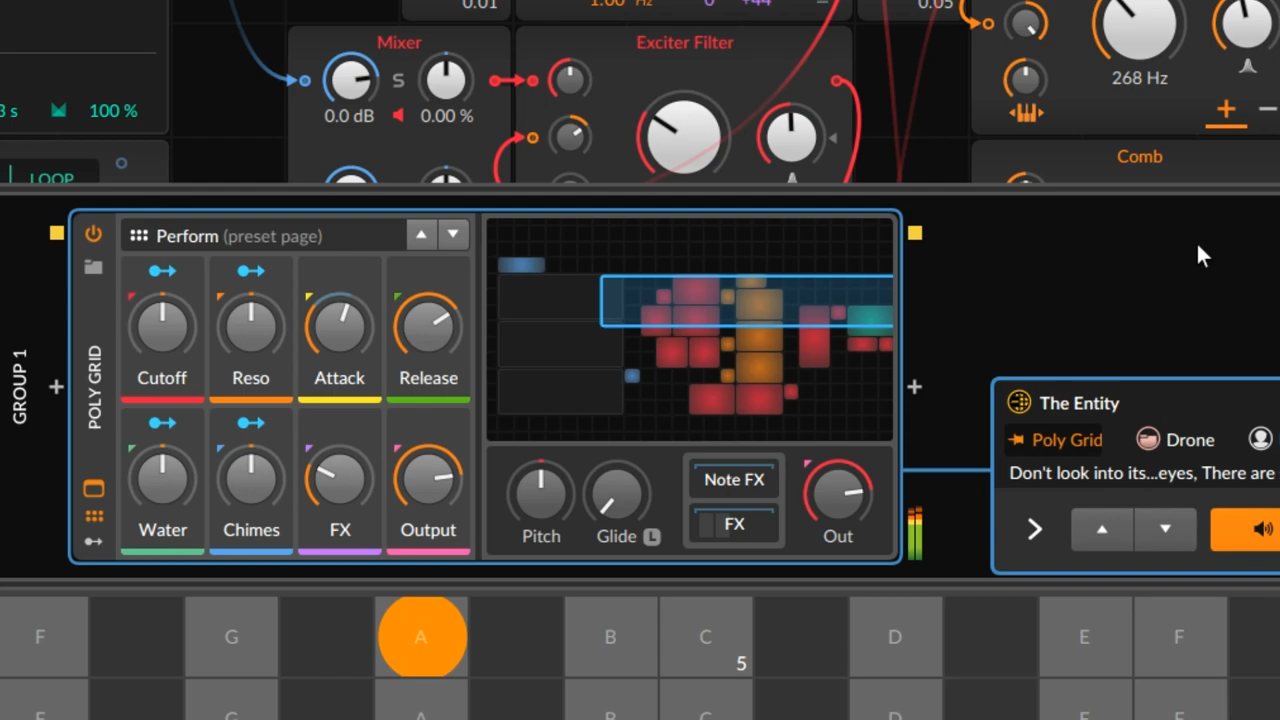 0.01
1.00 Hz
0 +44
0.05
Mixer
Exciter Filter
S
0.0 dB
0.00 %
268 Hz
3 s
100 %
Comb
LOOP
GROUP 1
POLY GRID
Perform (preset page)
Cutoff
Reso
Attack
Release
Water
Chimes
FX
Output
Pitch
Glide L
Note FX
FX
Out
The Entity
Poly Grid
Drone
Don't look into its...eyes, There are
F
G
A
B
C
5
D
E
F